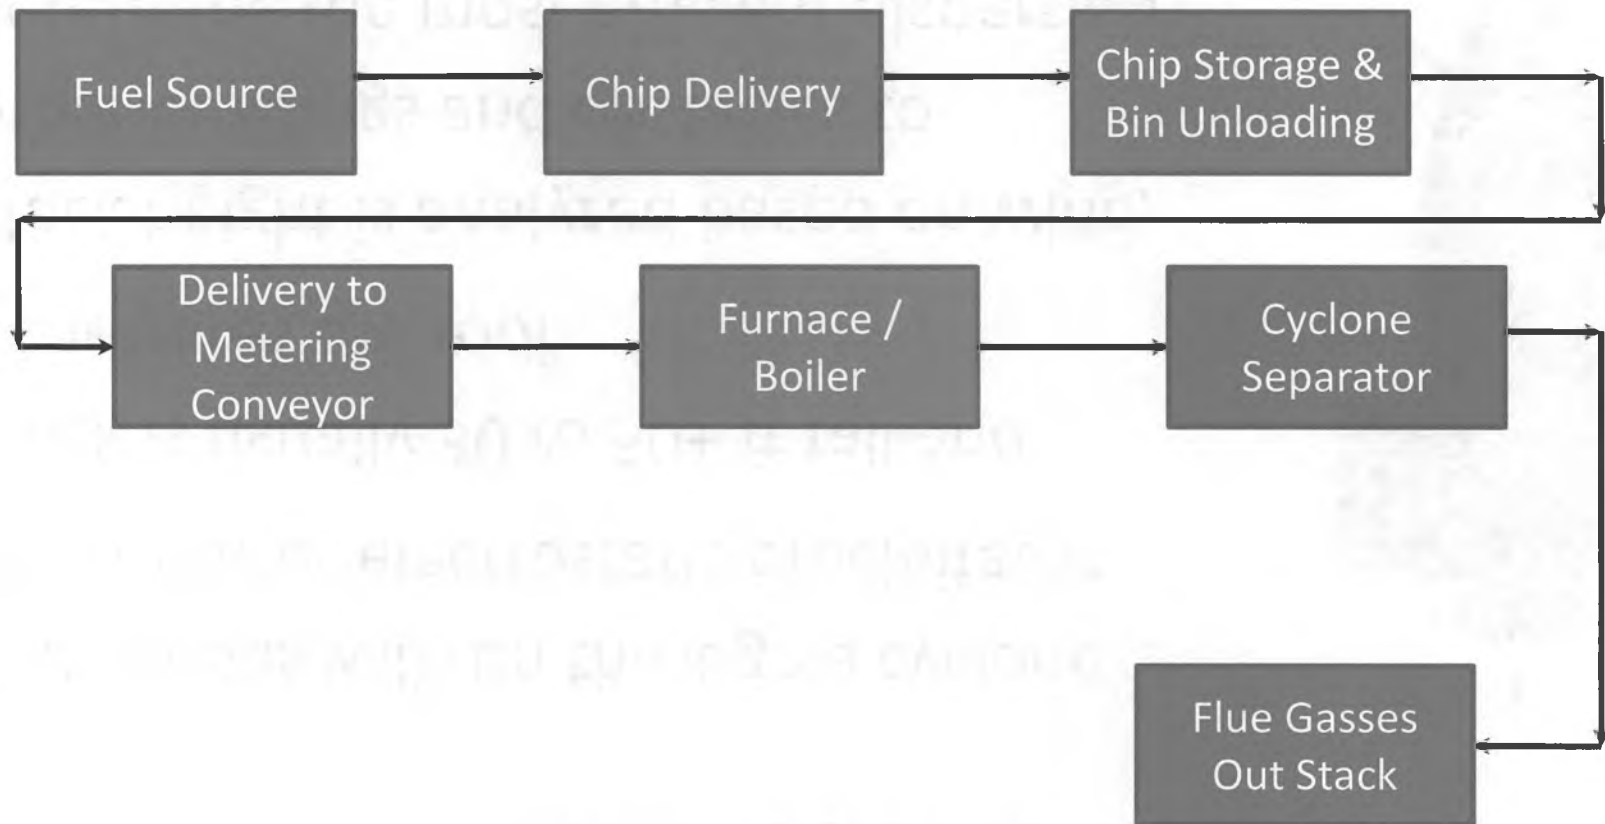 Fuel Source
Chip Delivery
Chip Storage &
Bin Unloading
Delivery to
Metering
Conveyor
Furnace /
Boiler
Cyclone
Separator
Flue Gasses
Out Stack